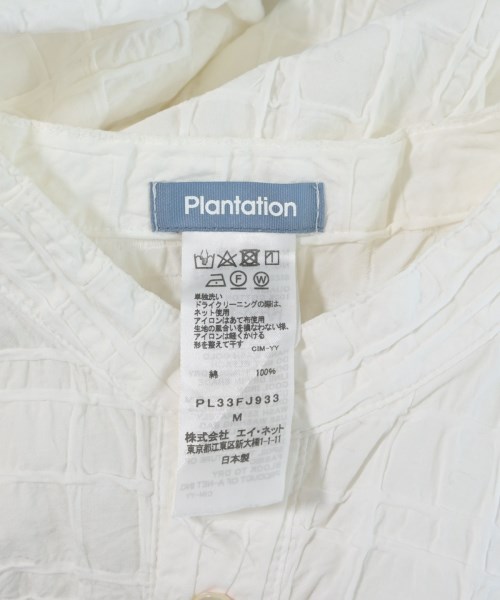 Plantation
F W
単独洗い
ドライクリーニングの際は、
ネット使用
アイロンはあて布使用
生地の風合いを損なわない様、
アイロンは軽くかける
形を整えて干す CIM-YY
綿 100%
PL33FJ933
M
株式会社 エイ・ネット
東京都江東区新大橋1-1-11
日本製